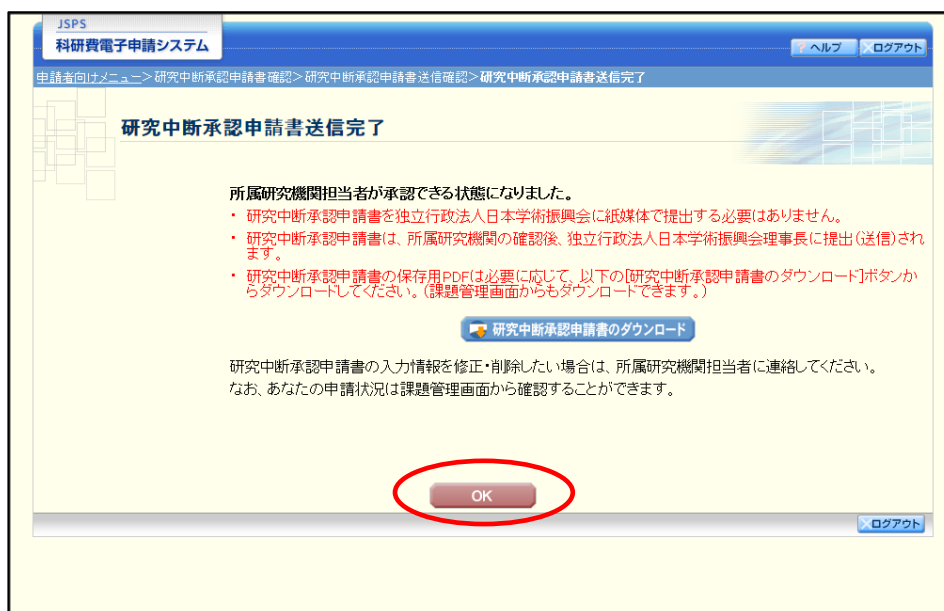 JSPS
科研費電子申請システム
? ヘルプ
ログアウト
申請者向けメニュー>研究中断承認申請書確認>研究中断承認申請書送信確認>研究中断承認申請書送信完了
研究中断承認申請書送信完了
所属研究機関担当者が承認できる状態になりました。
・ 研究中断承認申請書を独立行政法人日本学術振興会に紙媒体で提出する必要はありません。
・ 研究中断承認申請書は、所属研究機関の確認後、独立行政法人日本学術振興会理事長に提出(送信)され
ます。
・ 研究中断承認申請書の保存用PDFは必要に応じて、以下の[研究中断承認申請書のダウンロード]ボタンか
らダウンロードしてください。(課題管理画面からもダウンロードできます。)
研究中断承認申請書のダウンロード
研究中断承認申請書の入力情報を修正・削除したい場合は、所属研究機関担当者に連絡してください。
なお、あなたの申請状況は課題管理画面から確認することができます。
OK
ログアウト